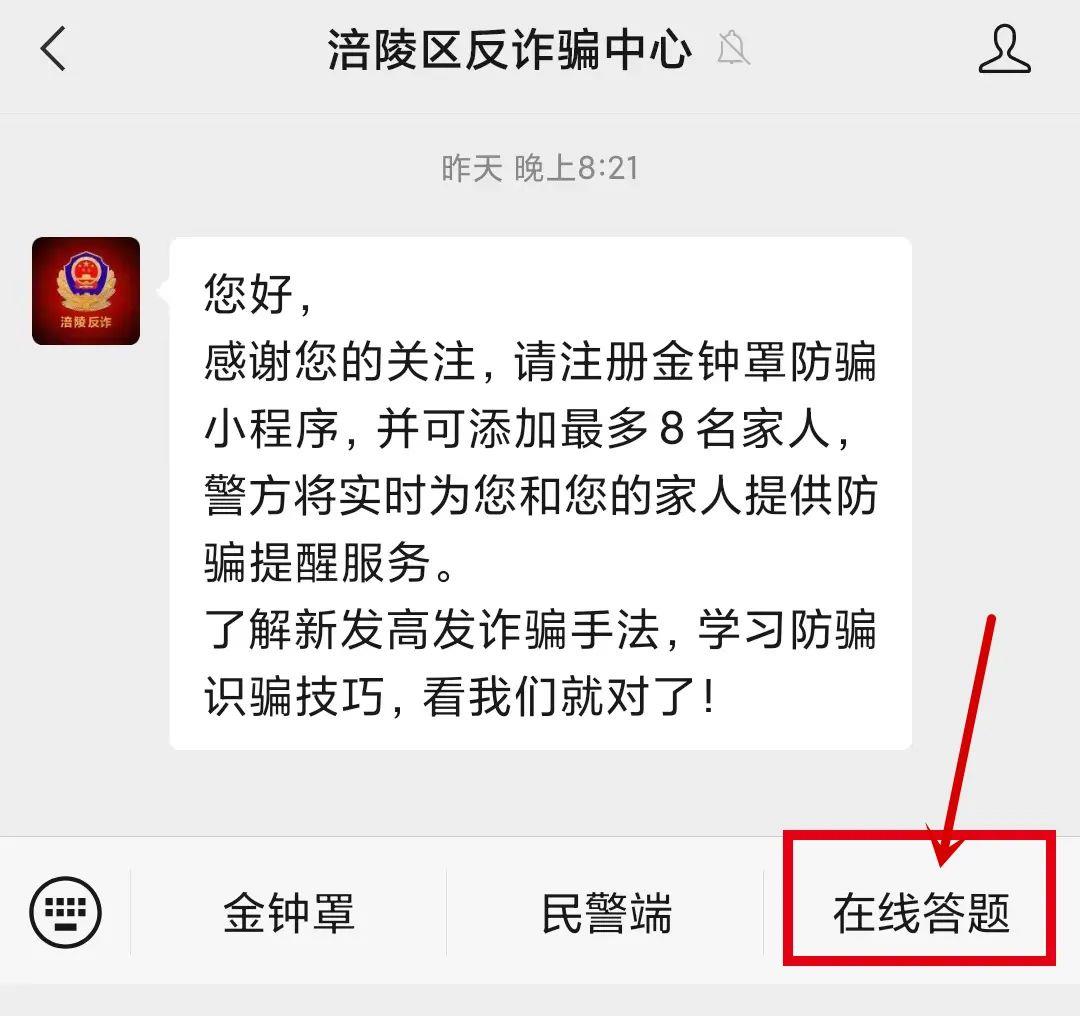 涪陵区反诈骗中心
昨天 晚上8:21
涪陵反诈
您好，
感谢您的关注，请注册金钟罩防骗
小程序，并可添加最多8名家人，
警方将实时为您和您的家人提供防
骗提醒服务。
了解新发高发诈骗手法，学习防骗
识骗技巧，看我们就对了！
金钟罩
民警端
在线答题